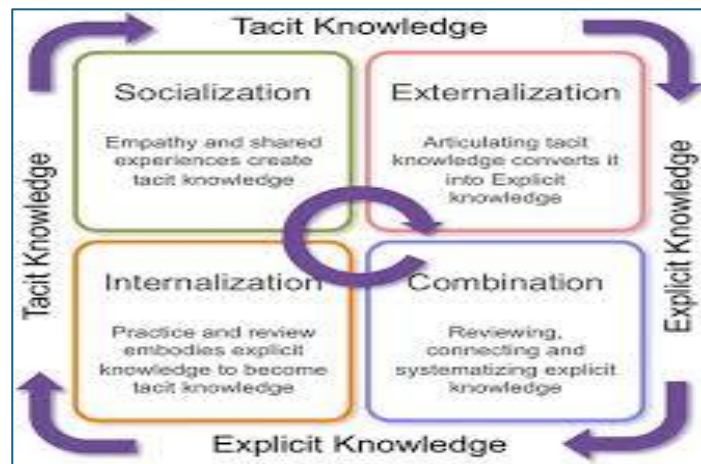 Tacit Knowledge
Socialization
Empathy and shared
experiences create
tacit knowledge
Externalization
Articulating tacit
knowledge converts it
into Explicit
knowledge
Tacit Knowledge
Explicit Knowledge
Internalization
Practice and review
embodies explicit
knowledge to become
tacit knowledge
Combination
Reviewing,
connecting and
systematizing explicit
knowledge
Explicit Knowledge